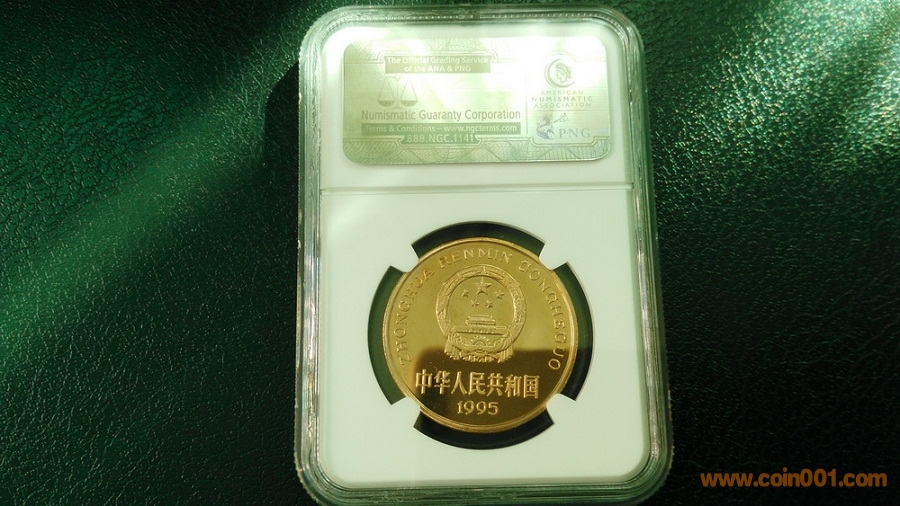 The Official Grading Service
of the ANA & PNG
Numismatic Guaranty Corporation
Terms & Conditions – www.ngcterms.com
888.NGC.1141
AMERICAN
NUMISMATIC
ASSOCIATION
PNG
ZHONGHUA RENMIN GONGHEGUO
中华人民共和国
1995
www.coin001.com